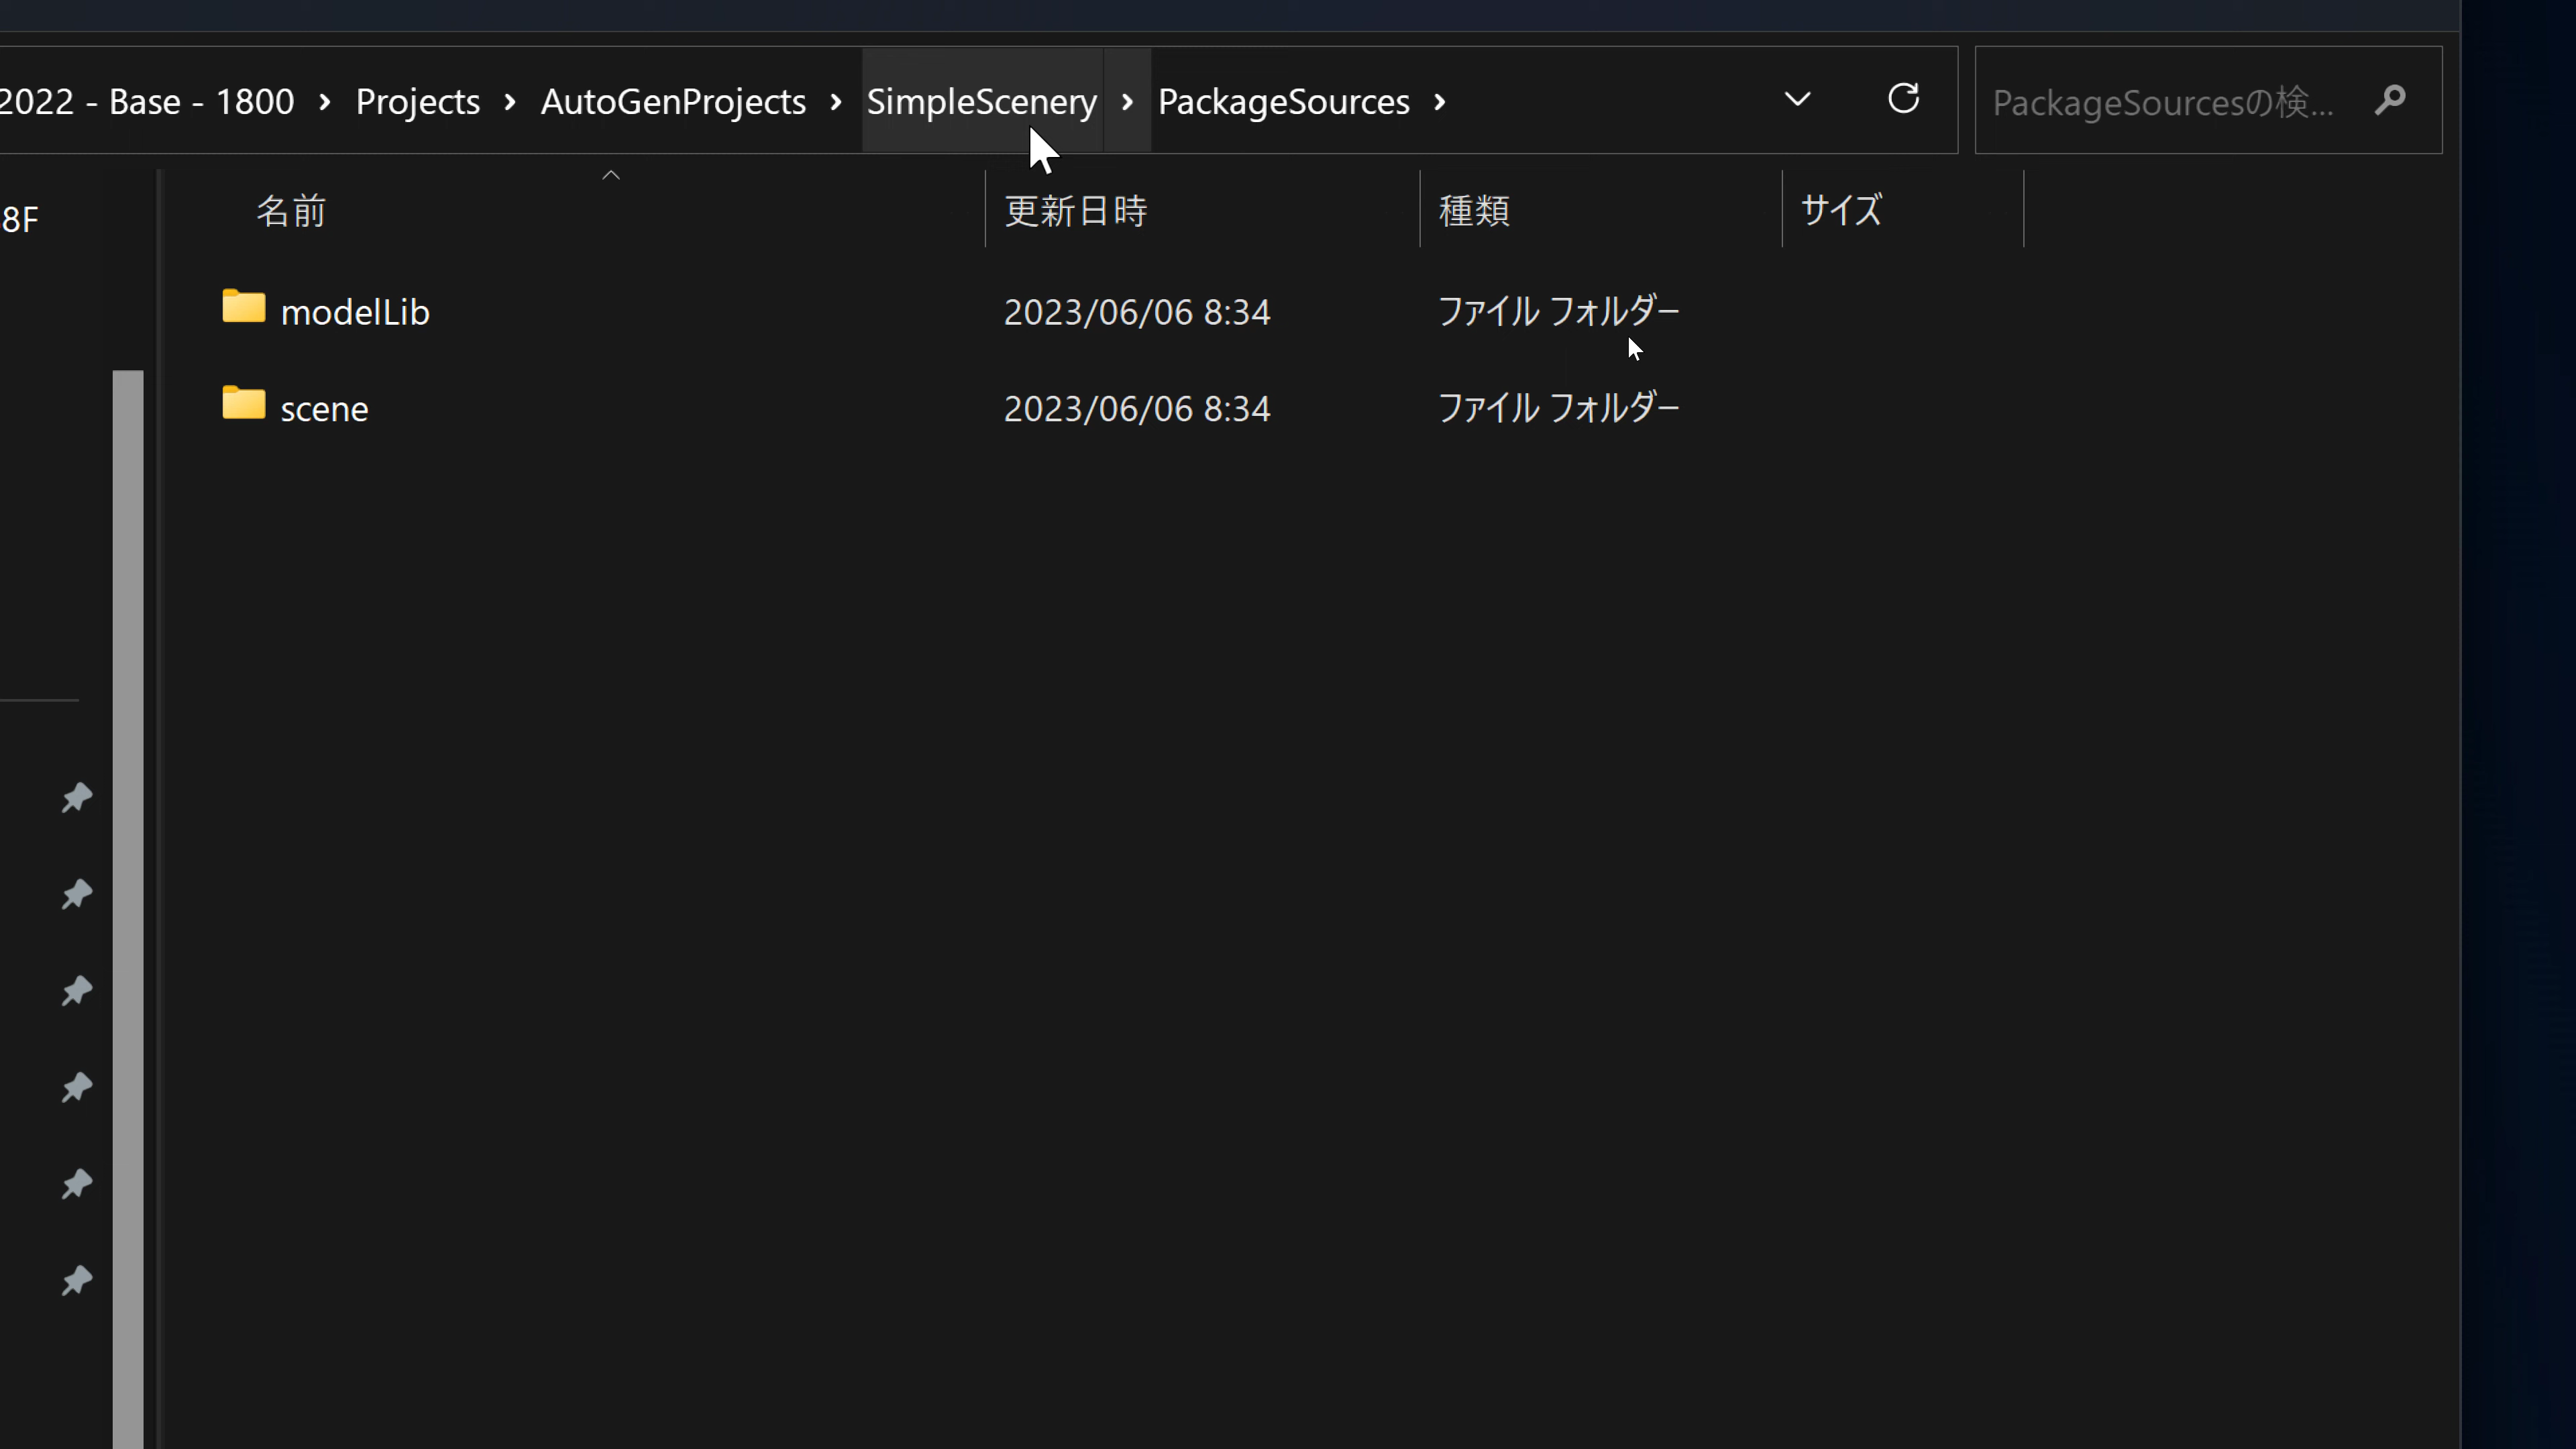 2022 - Base - 1800 › Projects › AutoGenProjects › SimpleScenery › PackageSources ›
PackageSourcesの検...
8F
名前 更新日時 種類 サイズ
modelLib 2023/06/06 8:34 ファイル フォルダー
scene 2023/06/06 8:34 ファイル フォルダー